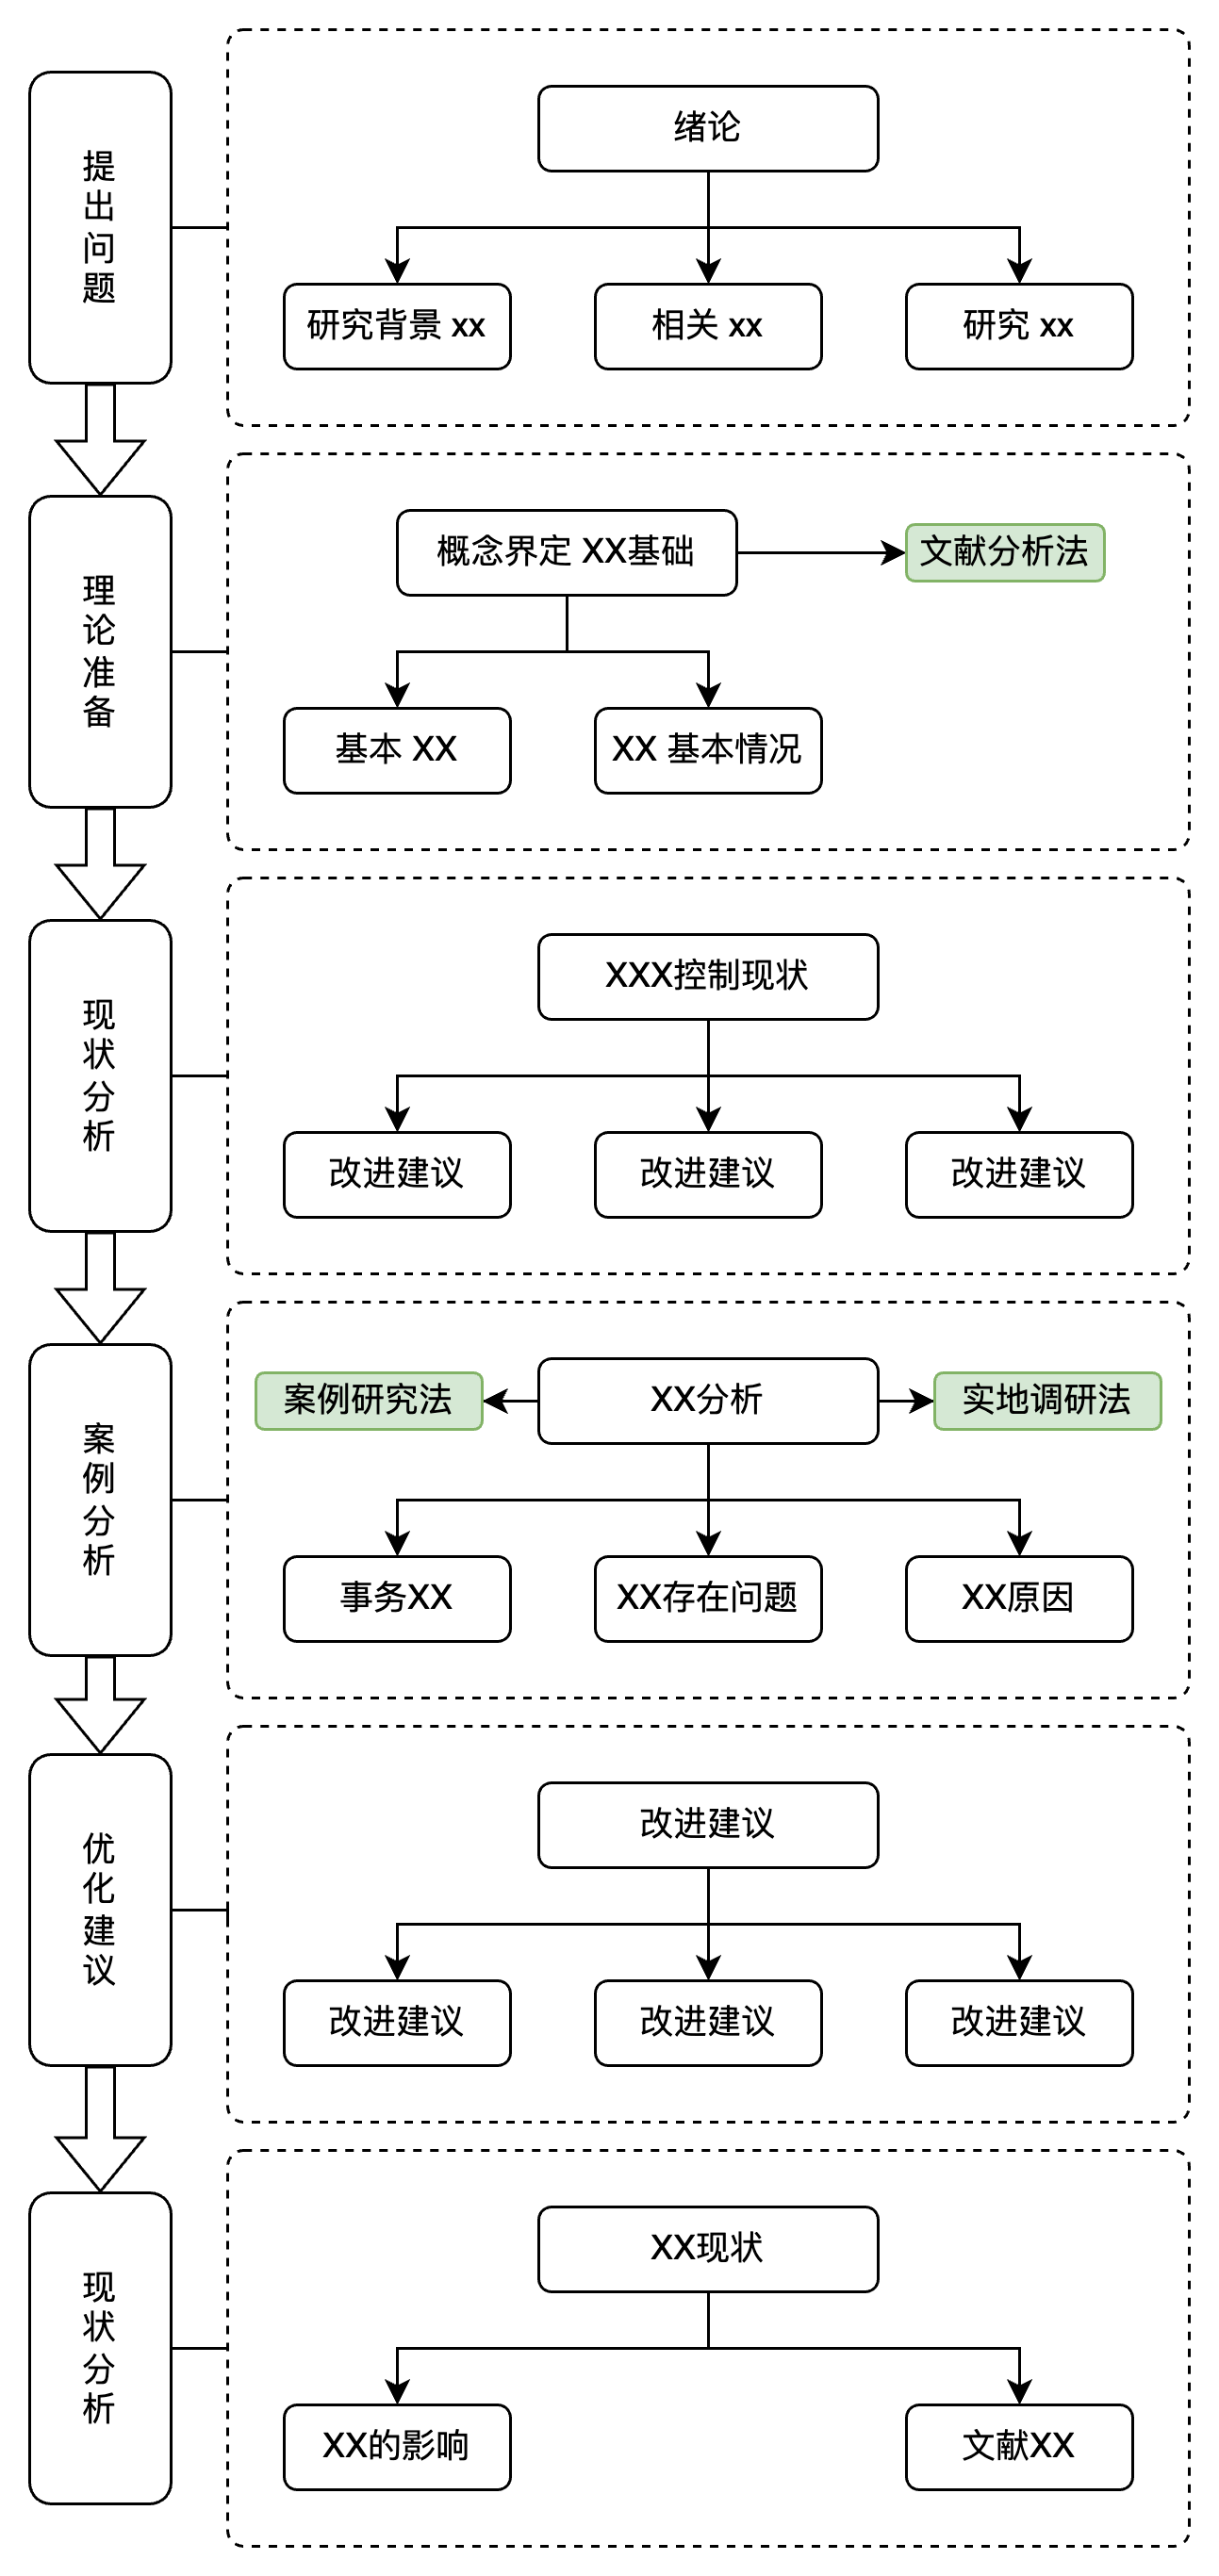 提出问题
绪论
研究背景 xx
相关 xx
研究 xx
理论准备
概念界定 XX基础
文献分析法
基本 XX
XX 基本情况
现状分析
XXX控制现状
改进建议
改进建议
改进建议
案例分析
案例研究法
XX分析
实地调研法
事务XX
XX存在问题
XX原因
优化建议
改进建议
改进建议
改进建议
改进建议
现状分析
XX现状
XX的影响
文献XX